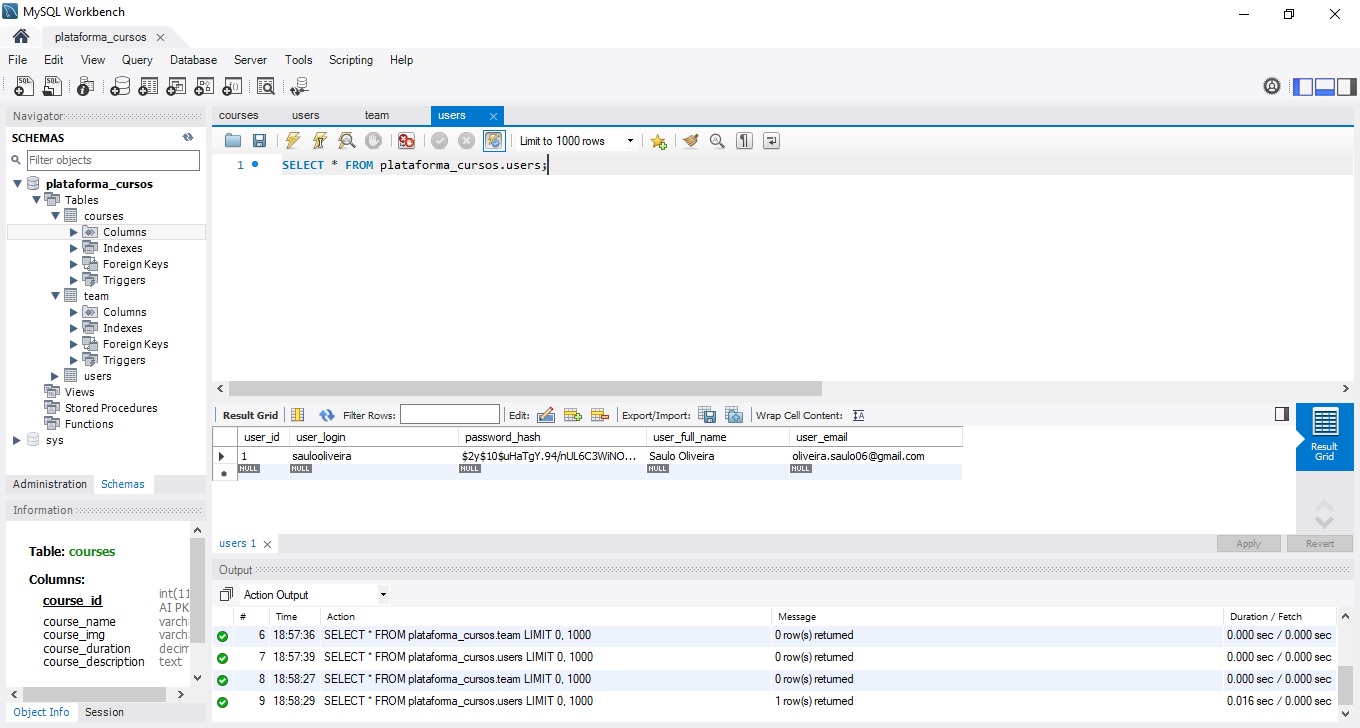 MySQL Workbench
plataforma_cursos
File Edit View Query Database Server Tools Scripting Help
Navigator
SCHEMAS
Filter objects
plataforma_cursos
Tables
courses
Columns
Indexes
Foreign Keys
Triggers
team
Columns
Indexes
Foreign Keys
Triggers
users
Views
Stored Procedures
Functions
sys
Administration Schemas
Information
Table: courses
Columns:
course_id int(11
AI PK
course_name varch
course_img varch
course_duration decim
course_description text
Object Info Session
courses users team users
Limit to 1000 rows
1 SELECT * FROM plataforma_cursos.users;
Result Grid Filter Rows: Edit: Export/Import: Wrap Cell Content:
user_id user_login password_hash user_full_name user_email
1 saulooliveira $2y$10$uHaTgY.94/nUL6C3WiNO... Saulo Oliveira oliveira.saulo06@gmail.com
NULL NULL NULL NULL NULL
Result
Grid
users 1
Apply Revert
Output
Action Output
# Time Action Message Duration / Fetch
6 18:57:36 SELECT * FROM plataforma_cursos.team LIMIT 0, 1000 0 row(s) returned 0.000 sec / 0.000 sec
7 18:57:39 SELECT * FROM plataforma_cursos.users LIMIT 0, 1000 0 row(s) returned 0.000 sec / 0.000 sec
8 18:58:27 SELECT * FROM plataforma_cursos.team LIMIT 0, 1000 0 row(s) returned 0.000 sec / 0.000 sec
9 18:58:29 SELECT * FROM plataforma_cursos.users LIMIT 0, 1000 1 row(s) returned 0.016 sec / 0.000 sec